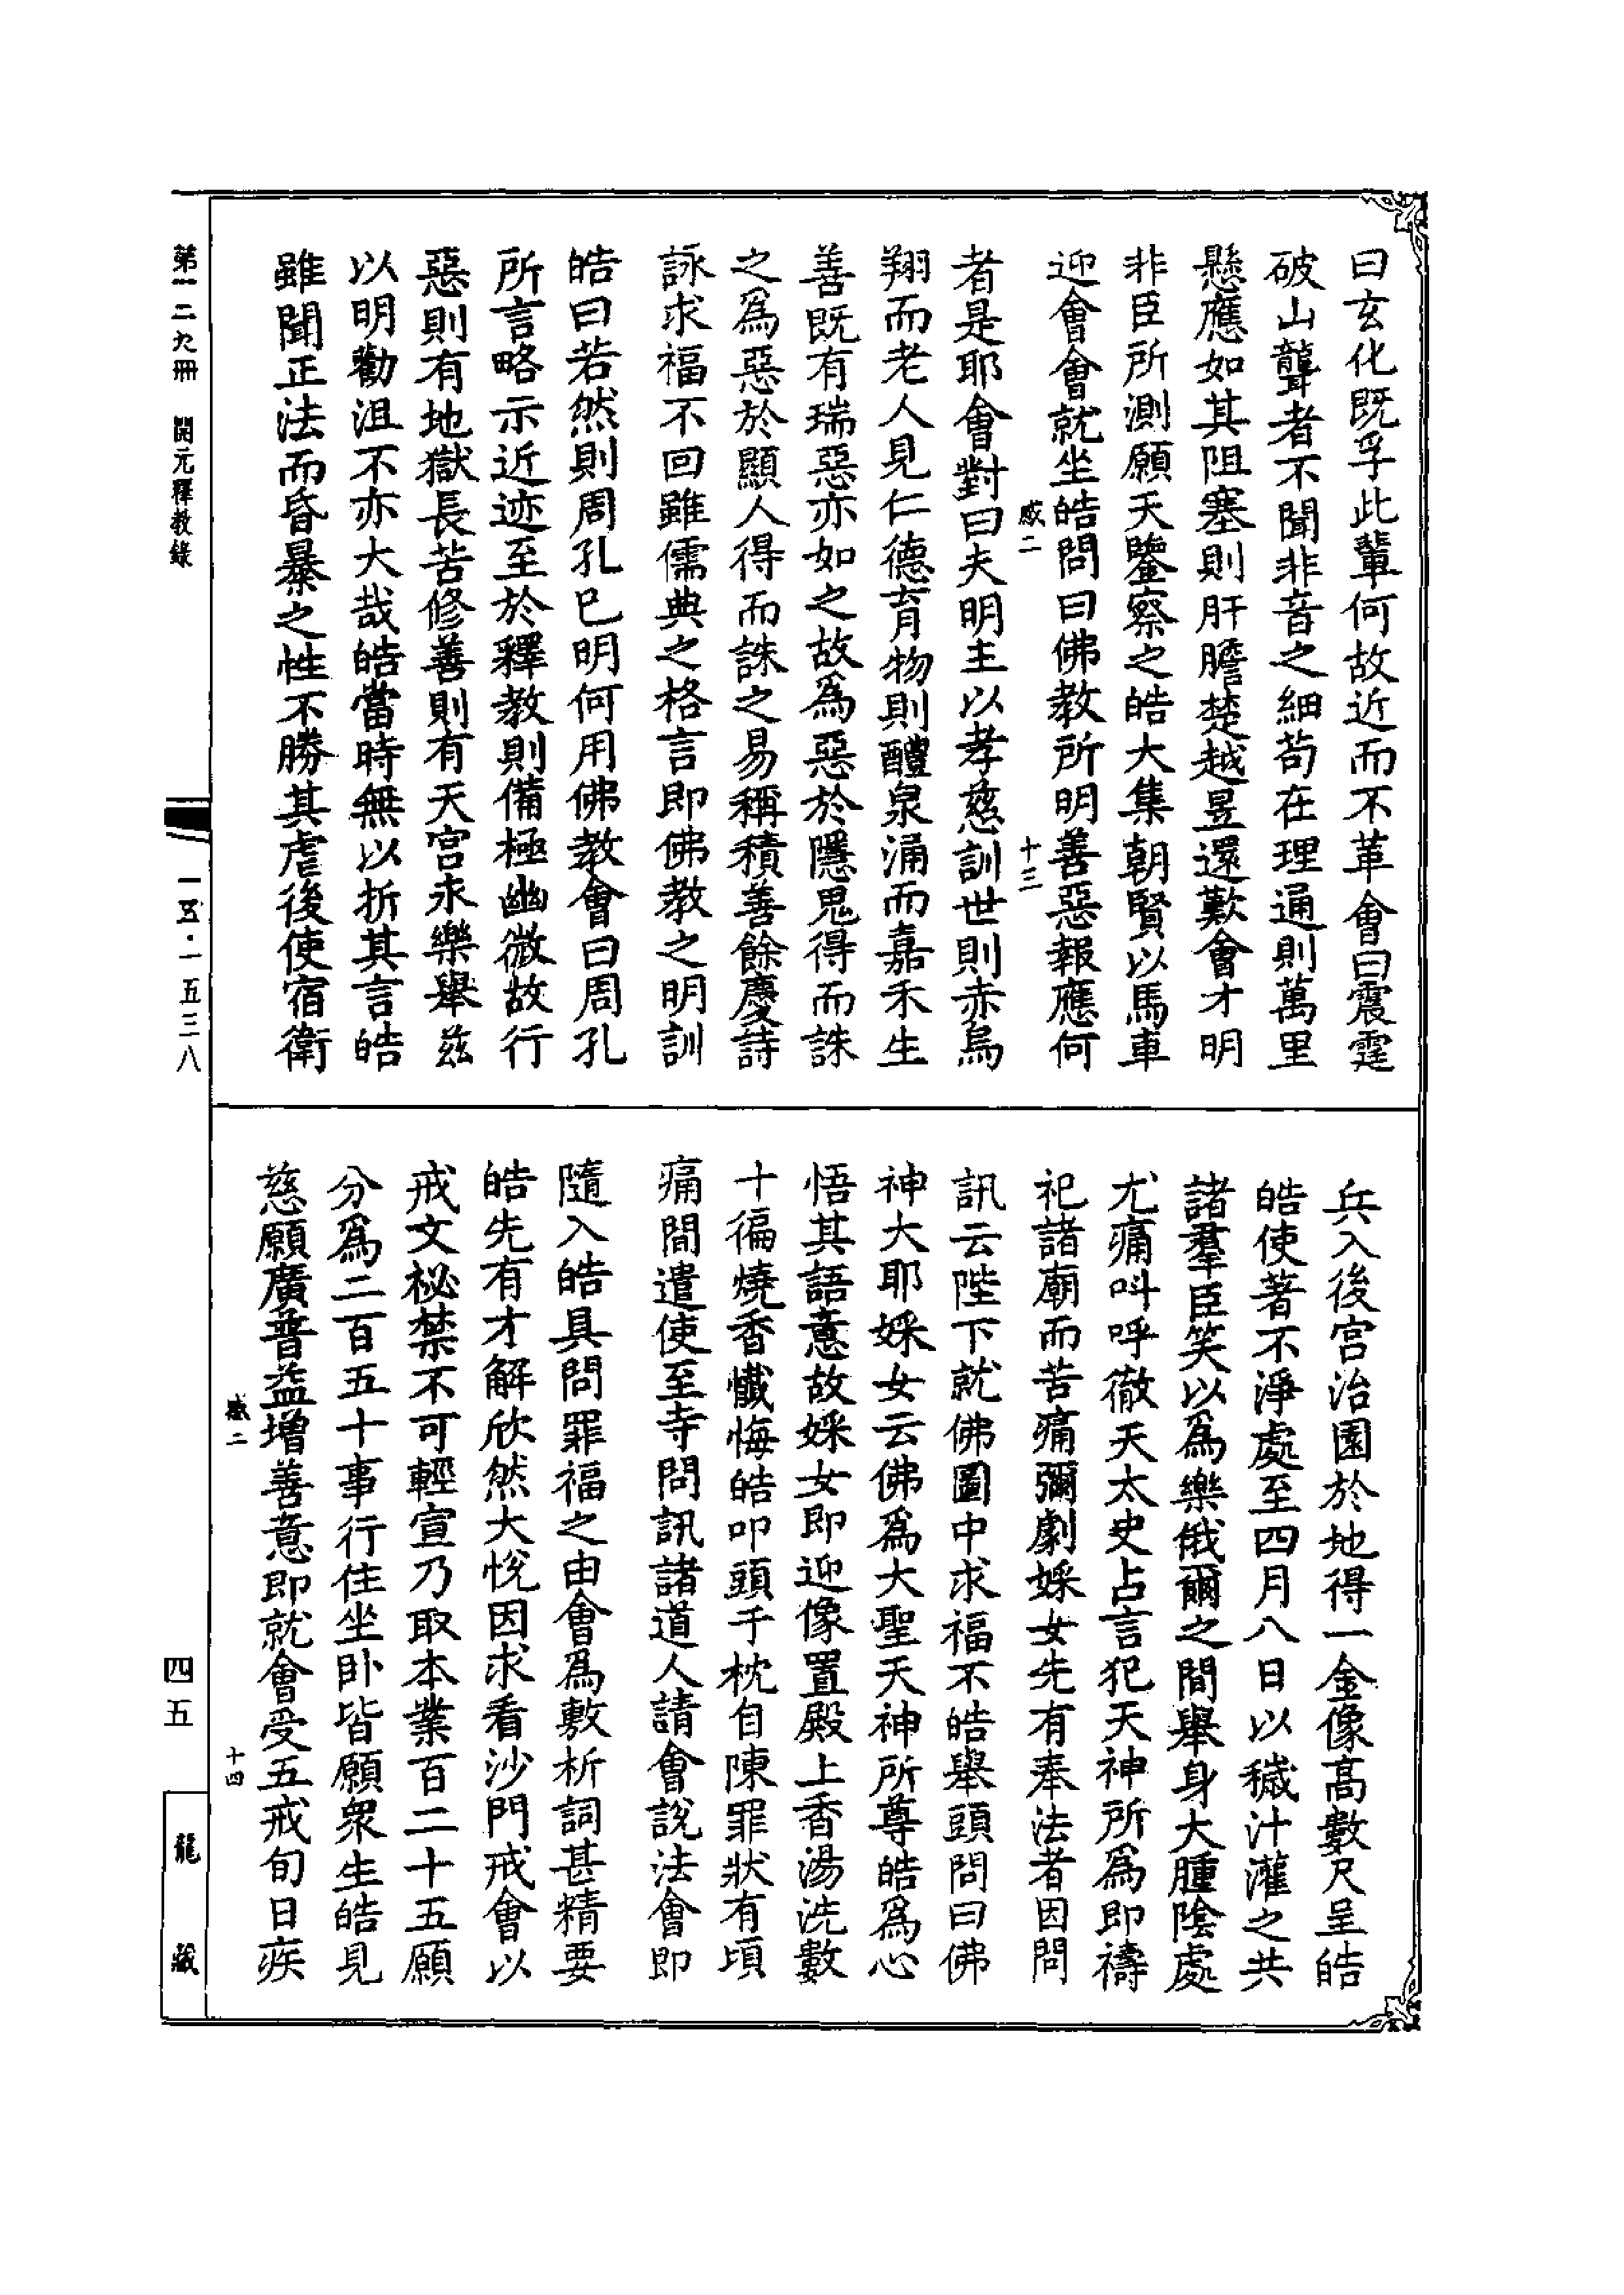 曰玄化既孚此輩何故近而不革會曰震霆
破山聾者不聞非音之細苟在理通則萬里
懸應如其阻塞則肝膽楚越昱還歎會才明
非臣所測願天鑒察之皓大集朝賢以馬車
迎會會就坐皓問曰佛教所明善惡報應何
感二 十三
者是耶會對曰夫明主以孝慈訓世則赤烏
翔而老人見仁德育物則醴泉涌而嘉禾生
善既有瑞惡亦如之故為惡於隱鬼得而誅
之為惡於顯人得而誅之易稱積善餘慶詩
詠求福不回雖儒典之格言即佛教之明訓
皓曰若然則周孔已明何用佛教會曰周孔
所言略示近迹至於釋教則備極幽微故行
惡則有地獄長苦修善則有天宮永樂舉茲
以明勸沮不亦大哉皓當時無以折其言皓
雖聞正法而昏暴之性不勝其虐後使宿衛
兵入後宮治園於地得一金像高數尺呈皓
皓使著不淨處至四月八日以穢汁灌之共
諸羣臣笑以為樂俄爾之間舉身大腫陰處
尤痛叫呼徹天太史占言犯天神所為即禱
祀諸廟而苦痛彌劇婇女先有奉法者因問
訊云陛下就佛圖中求福不皓舉頭問曰佛
神大耶婇女云佛為大聖天神所尊皓為心
悟其語意故婇女即迎像置殿上香湯洗數
十徧燒香懺悔皓叩頭于枕自陳罪狀有頃
痛間遣使至寺問訊諸道人請會說法會即
隨入皓具問罪福之由會為敷析詞甚精要
皓先有才解欣然大悅因求看沙門戒會以
戒文祕禁不可輕宣乃取本業百二十五願
分為二百五十事行住坐卧皆願眾生皓見
慈願廣普益增善意即就會受五戒旬日疾
感二 十四
第一二九冊 開元釋教錄
一五·一五三八
四五
龍藏